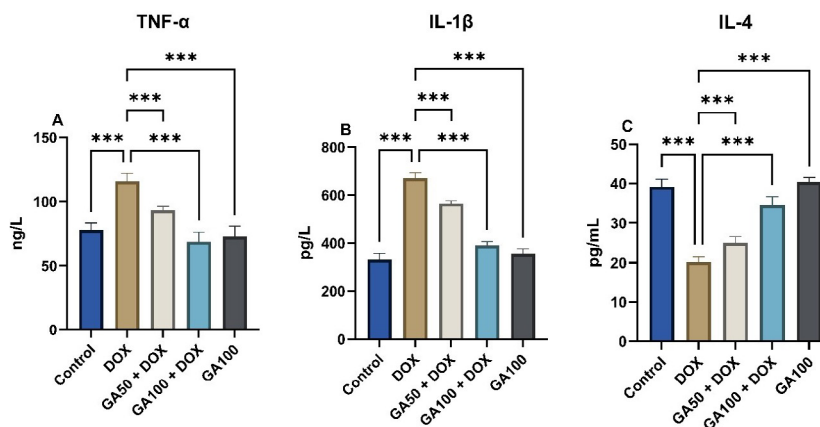 TNF-α
***
***
A
***
***
150
100
50
0
ng/L
Control
DOX
GA50 + DOX
GA100 + DOX
GA100
IL-1β
***
***
B
***
***
800
600
400
200
0
pg/L
Control
DOX
GA50 + DOX
GA100 + DOX
GA100
IL-4
***
***
C
***
***
50
40
30
20
10
0
pg/mL
Control
DOX
GA50 + DOX
GA100 + DOX
GA100